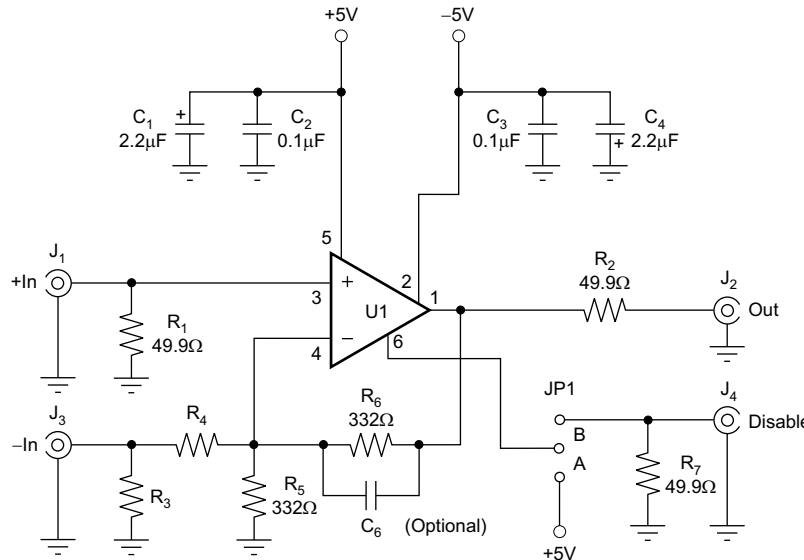 +5V
−5V
C1
2.2µF
+
C2
0.1µF
C3
0.1µF
C4
2.2µF
+
J1
+In
R1
49.9Ω
5
3
4
+
−
U1
2
1
6
R2
49.9Ω
J2
Out
J3
−In
R4
R3
R5
332Ω
R6
332Ω
C6
(Optional)
JP1
B
A
+5V
J4
Disable
R7
49.9Ω